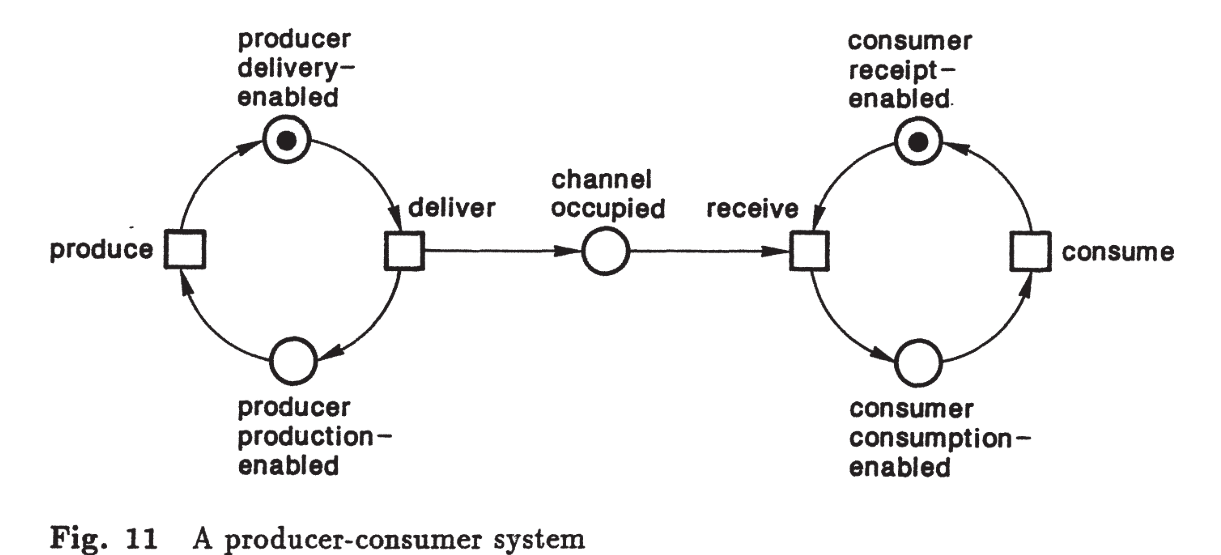 producer
delivery-
enabled
consumer
receipt-
enabled
channel
occupied
deliver
receive
produce
consume
producer
production-
enabled
consumer
consumption-
enabled
Fig. 11 A producer-consumer system